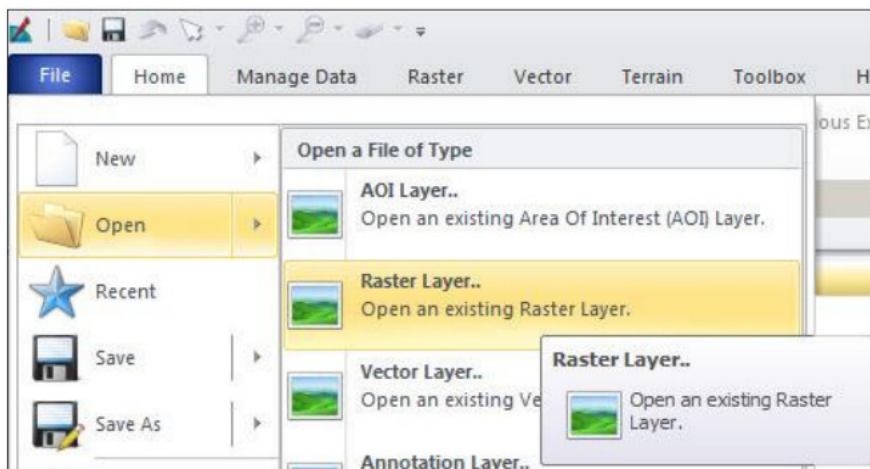 File Home Manage Data Raster Vector Terrain Toolbox H
ous Ex
New
Open
Recent
Save
Save As
Open a File of Type
AOI Layer..
Open an existing Area Of Interest (AOI) Layer.
Raster Layer..
Open an existing Raster Layer.
Vector Layer..
Open an existing Ve
Annotation Layer..
Raster Layer..
Open an existing Raster
Layer.